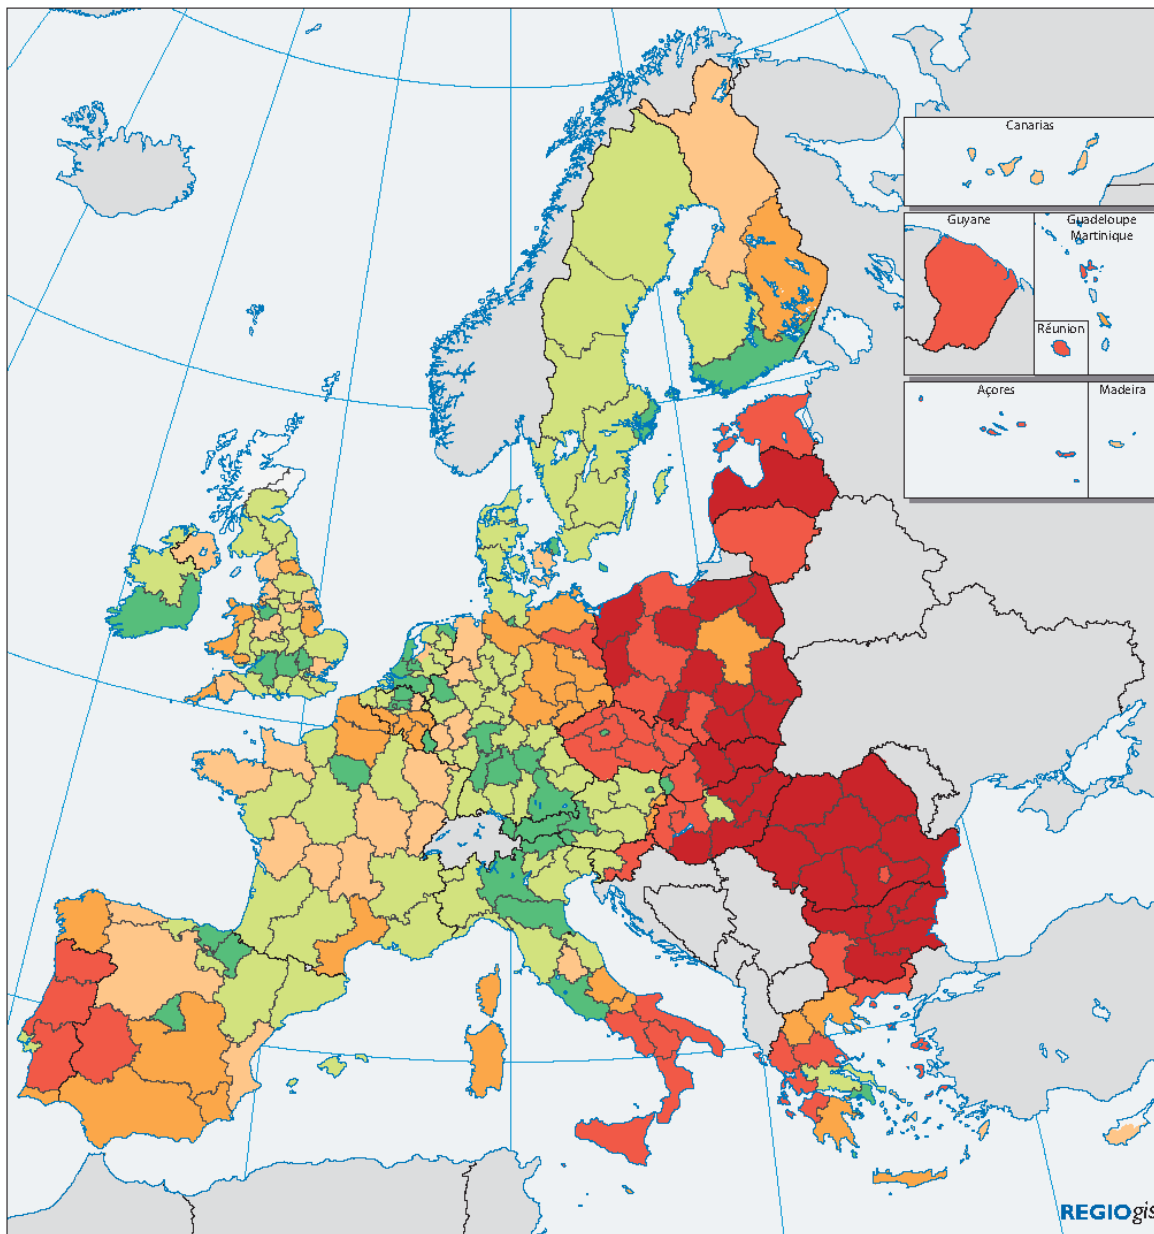 Canarias
Guyane
Guadeloupe
Martinique
Réunion
Açores
Madeira
REGIOgis